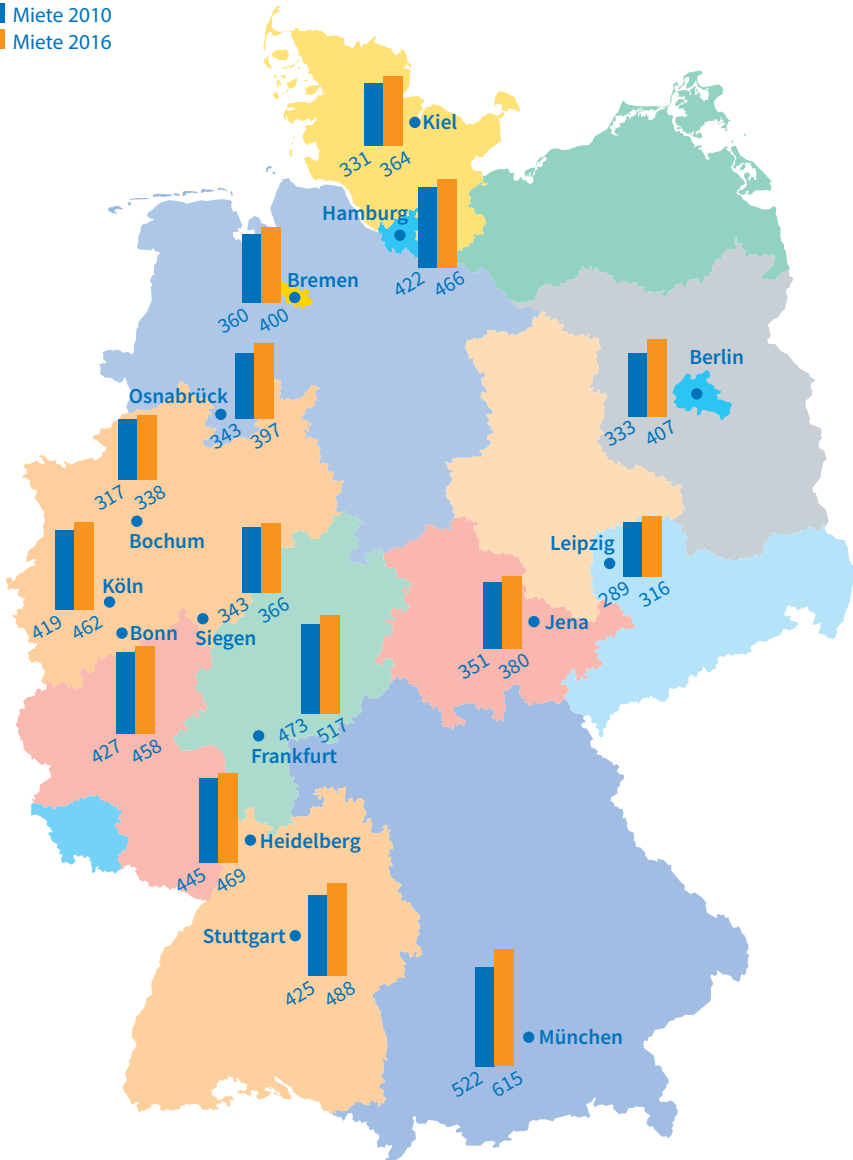 Miete 2010
Miete 2016
Kiel
331 364
Hamburg
422 466
Bremen
360 400
Berlin
333 407
Osnabrück
343 397
317 338
Bochum
Leipzig
289 316
Köln
419 462
343 366
Siegen
Bonn
427 458
Jena
351 380
473 517
Frankfurt
Heidelberg
445 469
Stuttgart
425 488
München
522 615